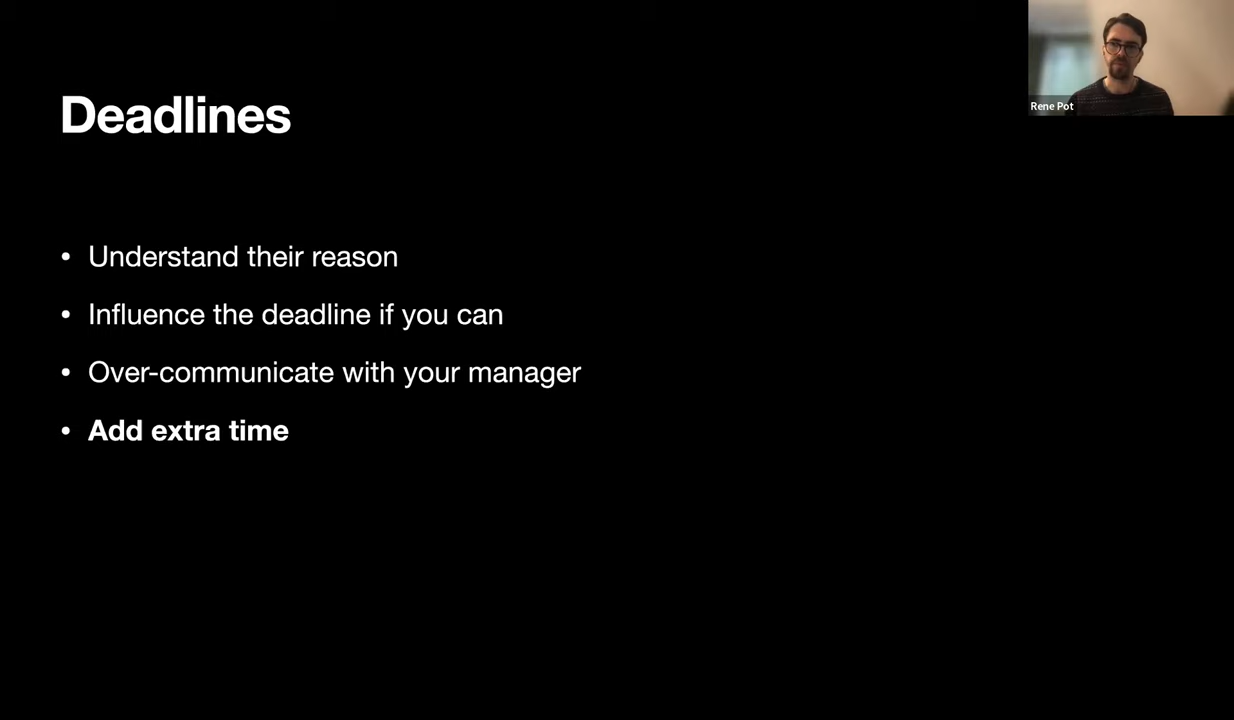 Deadlines
Rene Pot
• Understand their reason
• Influence the deadline if you can
• Over-communicate with your manager
• Add extra time